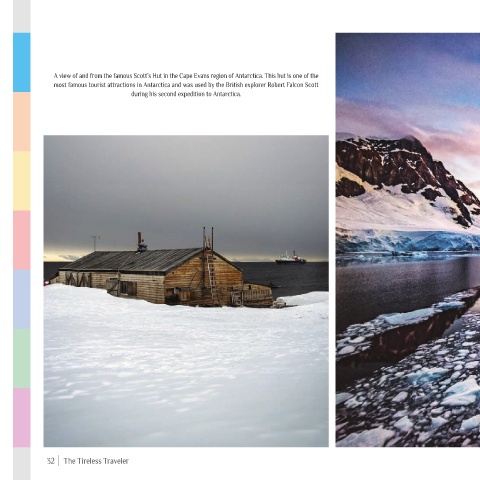 A view of and from the famous Scott's Hut in the Cape Evans region of Antarctica. This hut is one of the
most famous tourist attractions in Antarctica and was used by the British explorer Robert Falcon Scott
during his second expedition to Antarctica.
32 | The Tireless Traveler